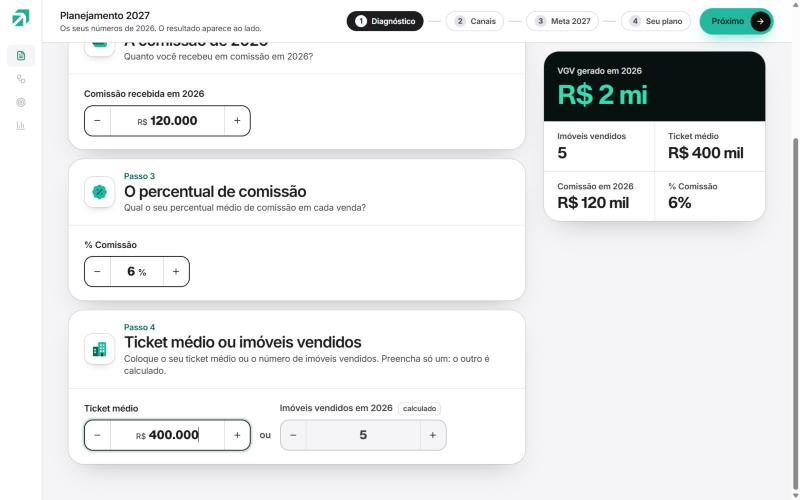 Planejamento 2027
Os seus números de 2026. O resultado aparece ao lado.
1 Diagnóstico
2 Canais
3 Meta 2027
4 Seu plano
Próximo
A comissão de 2026
Quanto você recebeu em comissão em 2026?
Comissão recebida em 2026
− R$ 120.000 +
Passo 3
O percentual de comissão
Qual o seu percentual médio de comissão em cada venda?
% Comissão
− 6 % +
Passo 4
Ticket médio ou imóveis vendidos
Coloque o seu ticket médio ou o número de imóveis vendidos. Preencha só um: o outro é
calculado.
Ticket médio
− R$ 400.000 +
ou
Imóveis vendidos em 2026 calculado
− 5 +
VGV gerado em 2026
R$ 2 mi
Imóveis vendidos
5
Ticket médio
R$ 400 mil
Comissão em 2026
R$ 120 mil
% Comissão
6%